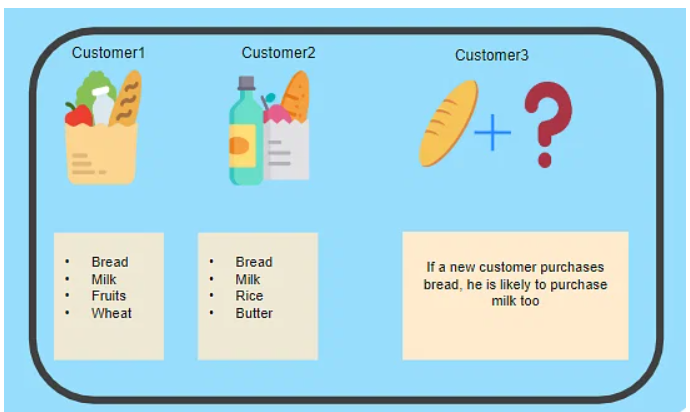 Customer1
Customer2
Customer3
• Bread
• Milk
• Fruits
• Wheat
• Bread
• Milk
• Rice
• Butter
If a new customer purchases
bread, he is likely to purchase
milk too